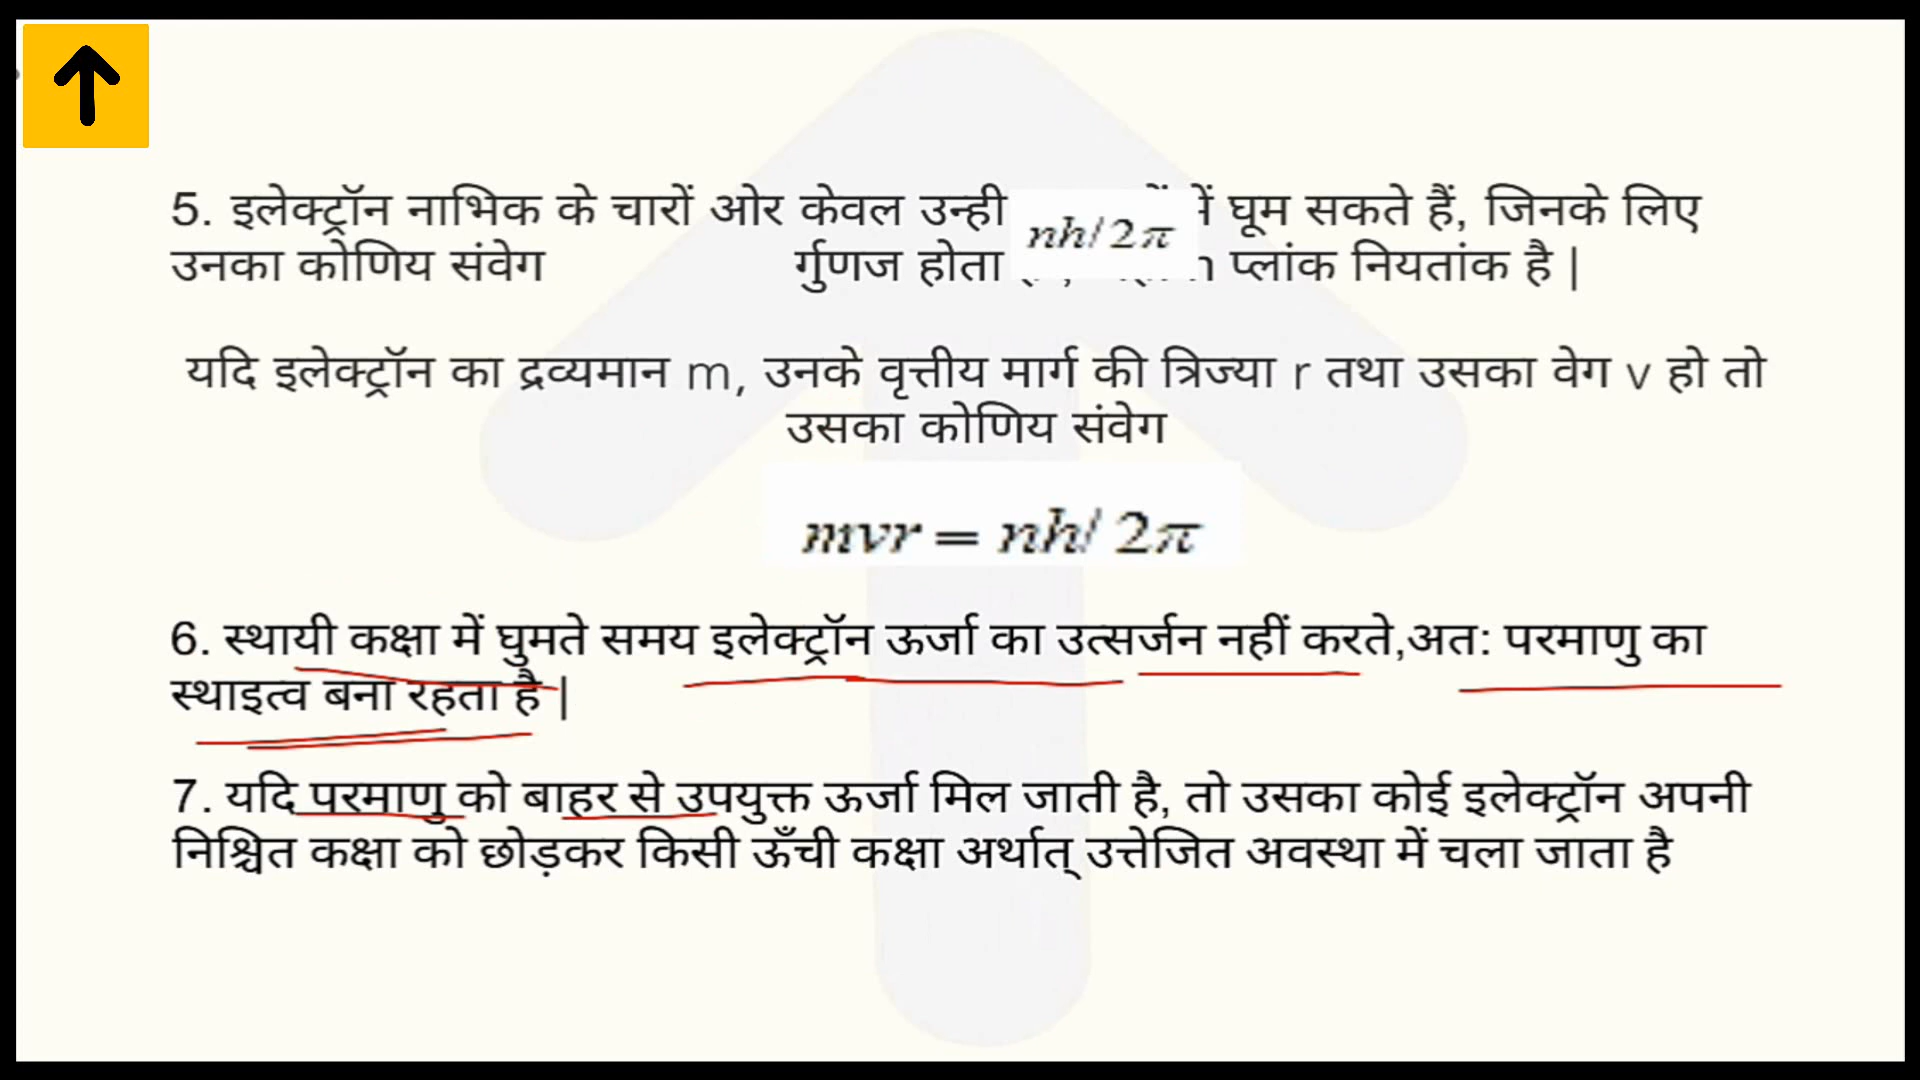 5. इलेक्ट्रॉन नाभिक के चारों ओर केवल उन्ही nh/2π में घूम सकते हैं, जिनके लिए
उनका कोणिय संवेग र्गुणज होता h प्लांक नियतांक है |
यदि इलेक्ट्रॉन का द्रव्यमान m, उनके वृत्तीय मार्ग की त्रिज्या r तथा उसका वेग v हो तो
उसका कोणिय संवेग
mvr = nh/ 2π
6. स्थायी कक्षा में घुमते समय इलेक्ट्रॉन ऊर्जा का उत्सर्जन नहीं करते,अत: परमाणु का
स्थाइत्व बना रहता है |
7. यदि परमाणु को बाहर से उपयुक्त ऊर्जा मिल जाती है, तो उसका कोई इलेक्ट्रॉन अपनी
निश्चित कक्षा को छोड़कर किसी ऊँची कक्षा अर्थात् उत्तेजित अवस्था में चला जाता है